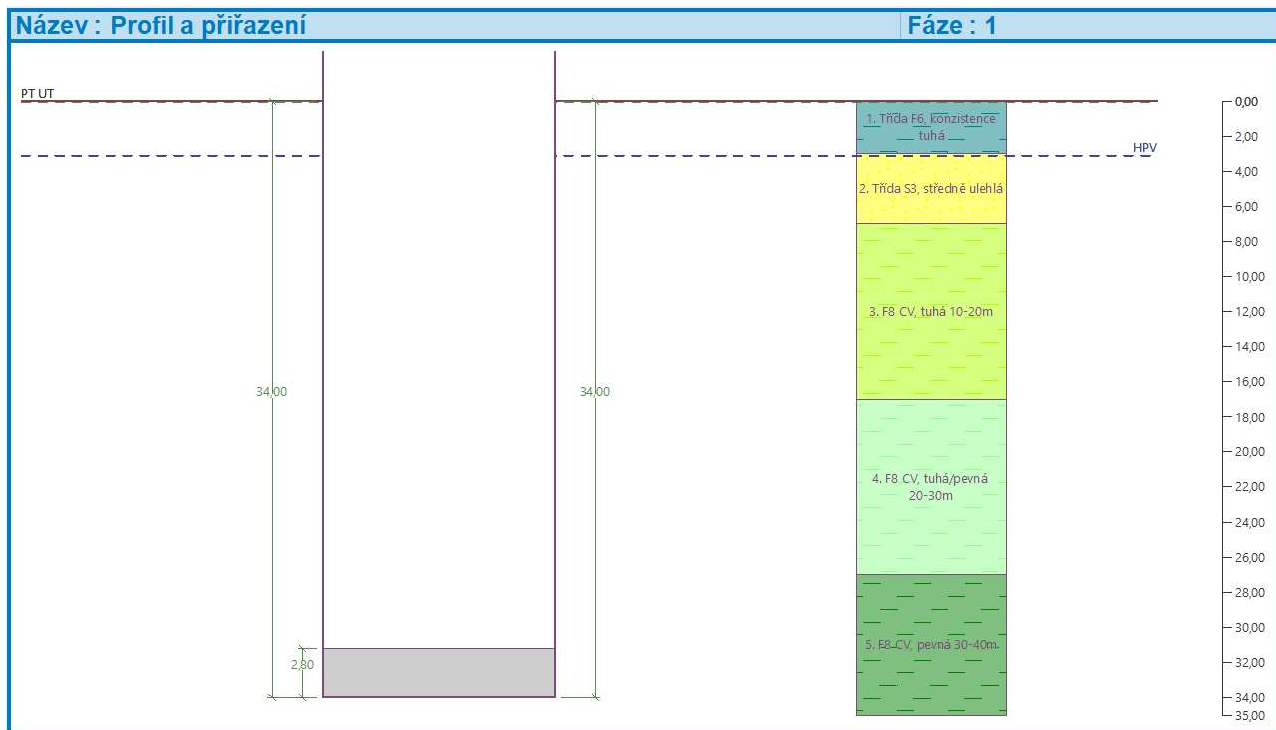 Název : Profil a přiřazení
Fáze : 1
PT UT
HPV
34,00
34,00
2,80
1. Třída F6, konzistence
tuhá
2. Třída S3, středně ulehlá
3. F8 CV, tuhá 10-20m
4. F8 CV, tuhá/pevná
20-30m
5. F8 CV, pevná 30-40m
0,00
2,00
4,00
6,00
8,00
10,00
12,00
14,00
16,00
18,00
20,00
22,00
24,00
26,00
28,00
30,00
32,00
34,00
35,00